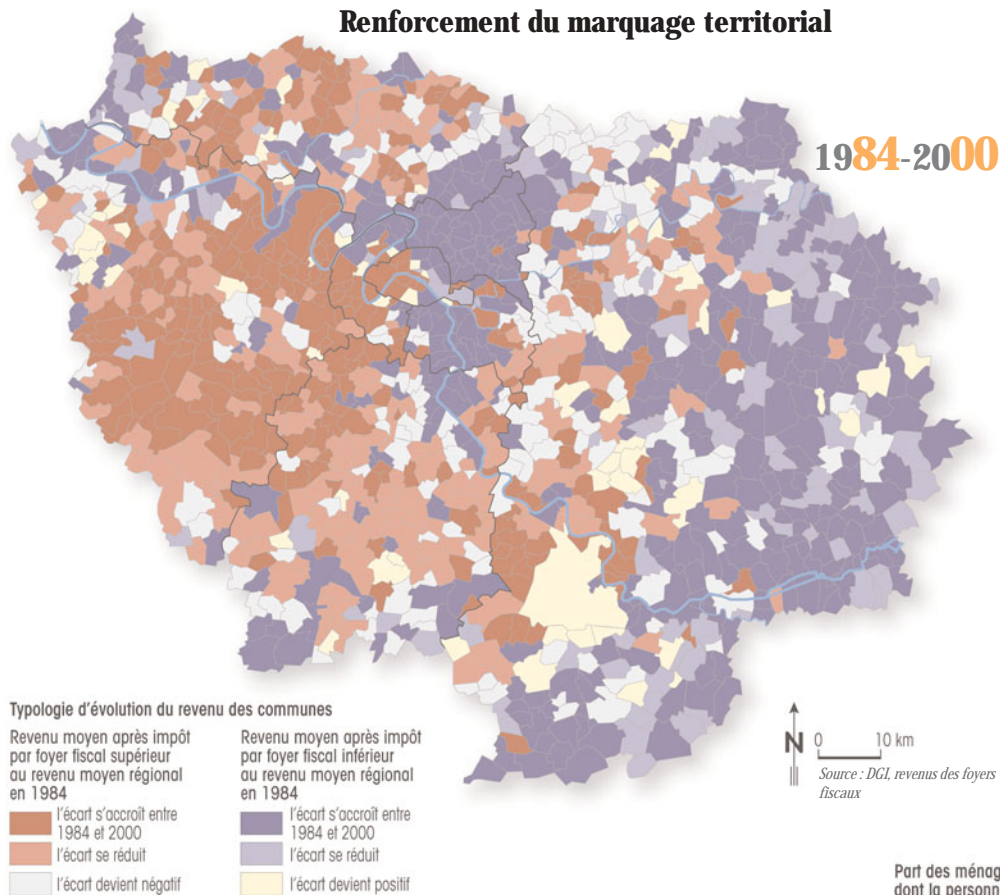 Renforcement du marquage territorial
1984-2000
Typologie d'évolution du revenu des communes
Revenu moyen après impôt
par foyer fiscal supérieur
au revenu moyen régional
en 1984
l'écart s'accroît entre
1984 et 2000
l'écart se réduit
l'écart devient négatif
Revenu moyen après impôt
par foyer fiscal inférieur
au revenu moyen régional
en 1984
l'écart s'accroît entre
1984 et 2000
l'écart se réduit
l'écart devient positif
N
0 10 km
Source : DGI, revenus des foyers
fiscaux
Part des ménag
dont la personn